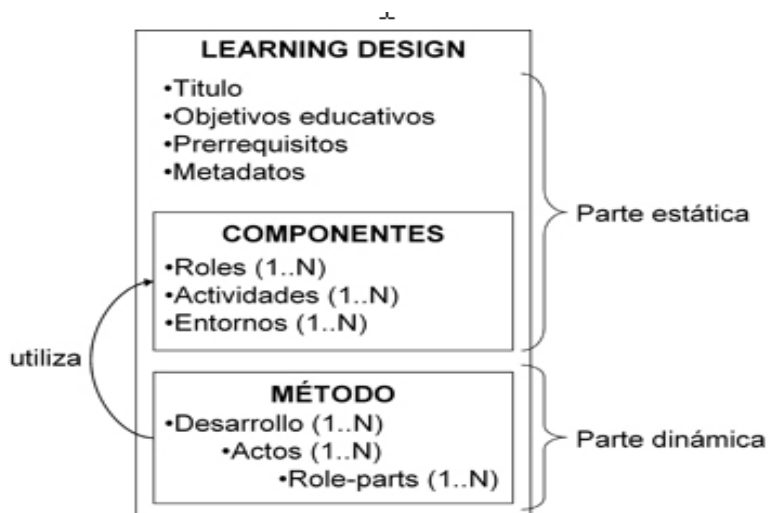 LEARNING DESIGN
•Titulo
•Objetivos educativos
•Prerrequisitos
•Metadatos
Parte estática
COMPONENTES
•Roles (1..N)
•Actividades (1..N)
•Entornos (1..N)
utiliza
MÉTODO
•Desarrollo (1..N)
•Actos (1..N)
•Role-parts (1..N)
Parte dinámica